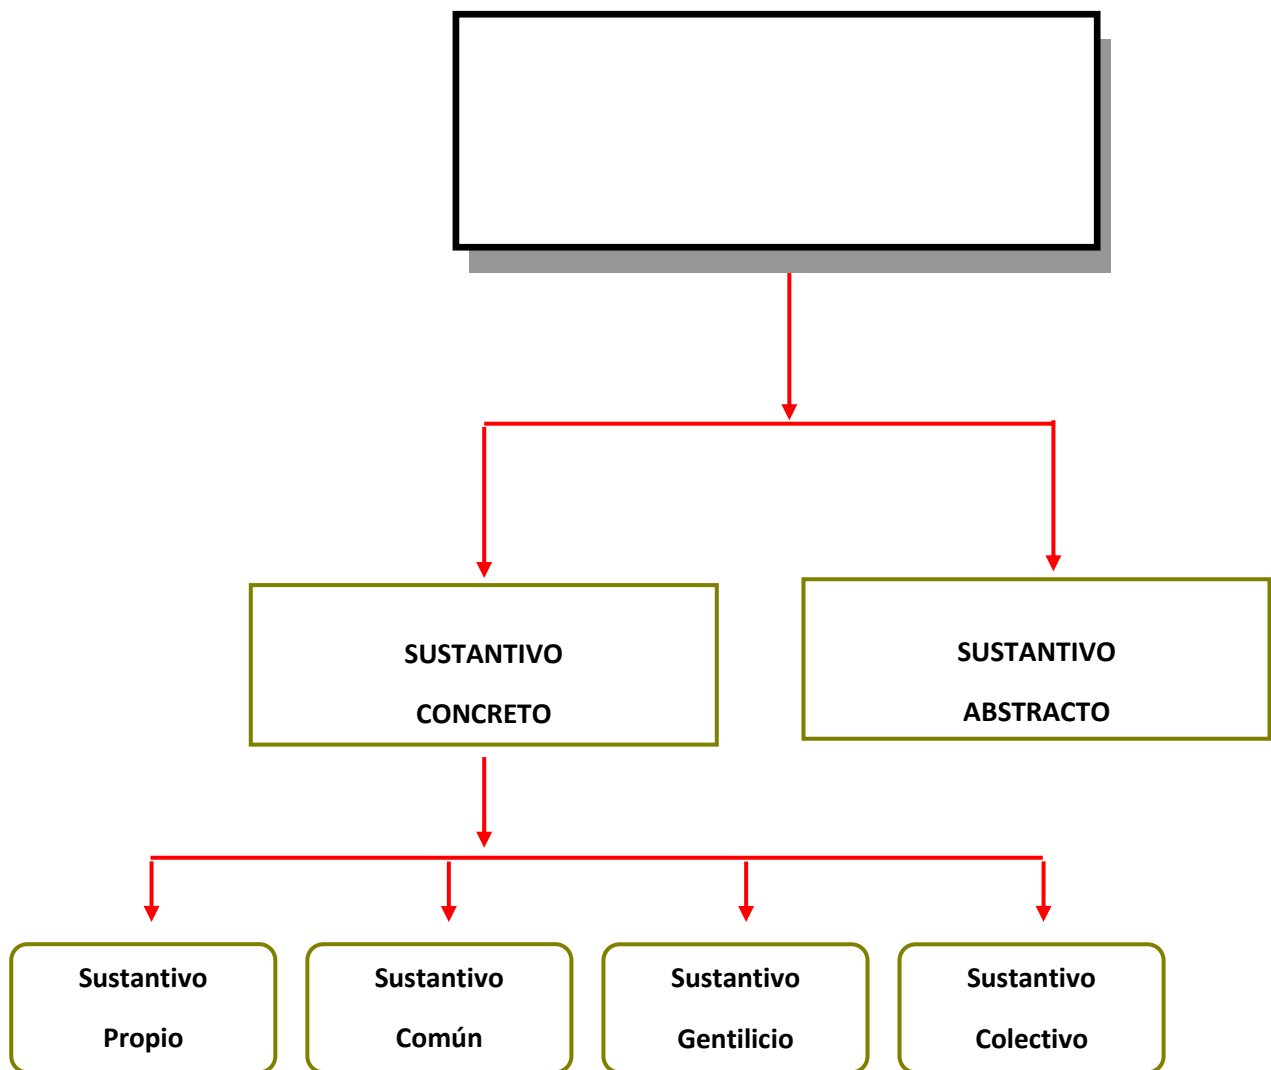 SUSTANTIVO
CONCRETO
SUSTANTIVO
ABSTRACTO
Sustantivo
Propio
Sustantivo
Común
Sustantivo
Gentilicio
Sustantivo
Colectivo